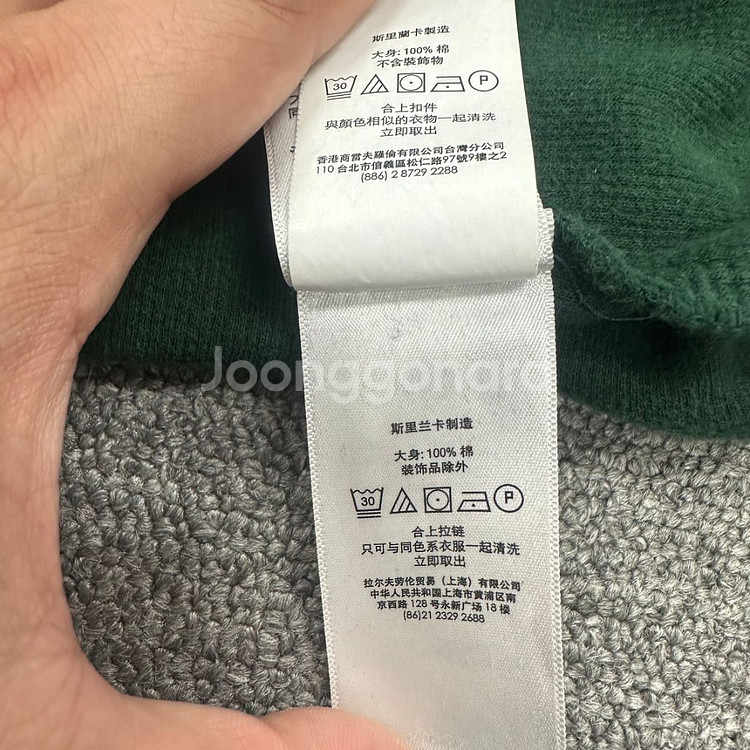 斯里蘭卡製造
大身: 100% 棉
不含裝飾物
30 P
合上扣件
與顏色相似的衣物一起清洗
立即取出
香港商雷夫羅倫有限公司台灣分公司
110 台北市信義區松仁路97號9樓之2
(886) 2 8729 2288
Joonggonara
斯里兰卡制造
大身: 100% 棉
装饰品除外
30 P
合上拉链
只可与同色系衣服一起清洗
立即取出
拉尔夫劳伦贸易（上海）有限公司
中华人民共和国上海市黄浦区南
京西路 128 号永新广场 18 楼
(86)21 2329 2688